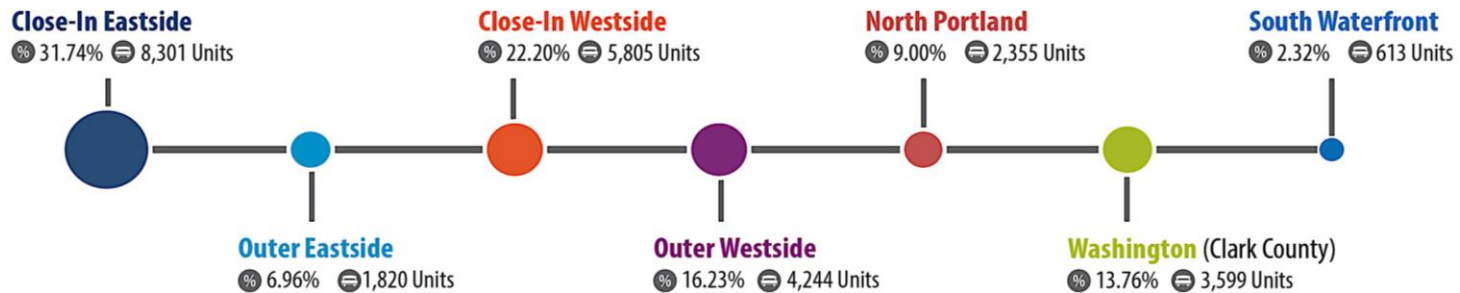 Close-In Eastside
% 31.74% 8,301 Units
Close-In Westside
% 22.20% 5,805 Units
North Portland
% 9.00% 2,355 Units
South Waterfront
% 2.32% 613 Units
Outer Eastside
% 6.96% 1,820 Units
Outer Westside
% 16.23% 4,244 Units
Washington (Clark County)
% 13.76% 3,599 Units